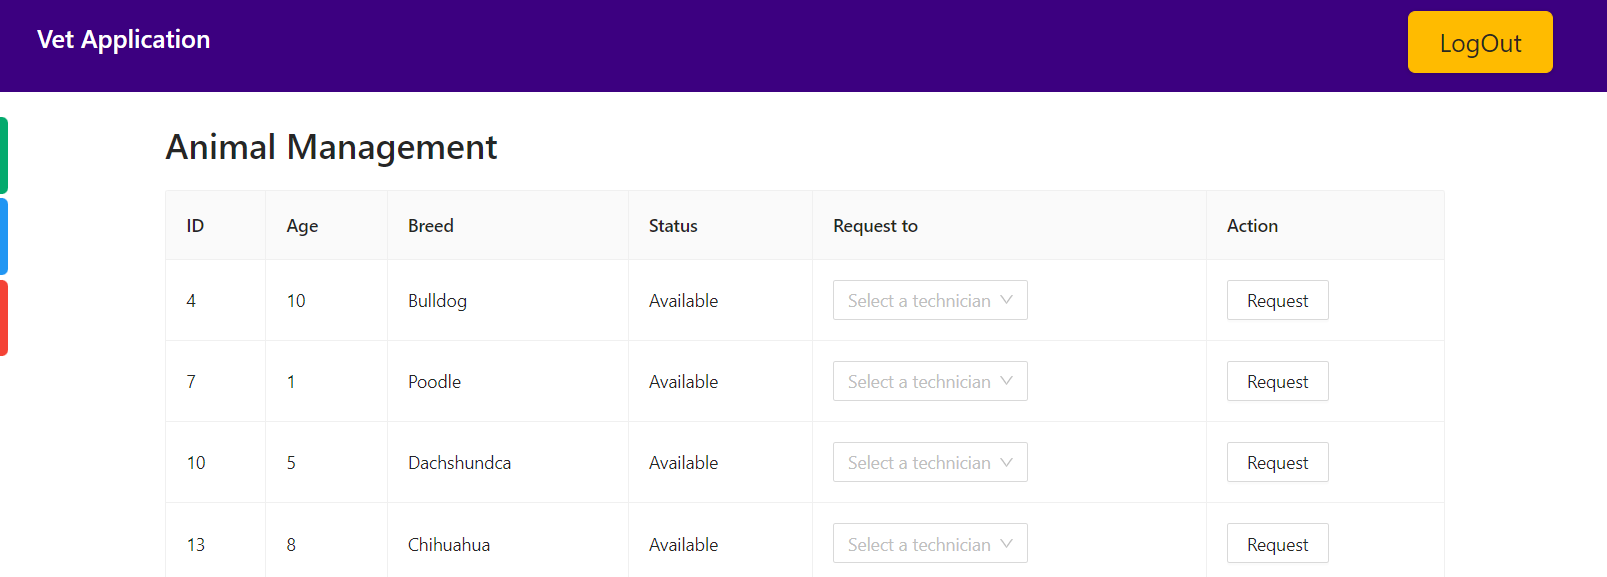 Vet Application
LogOut
Animal Management
ID Age Breed Status Request to Action
4 10 Bulldog Available Select a technician Request
7 1 Poodle Available Select a technician Request
10 5 Dachshundca Available Select a technician Request
13 8 Chihuahua Available Select a technician Request